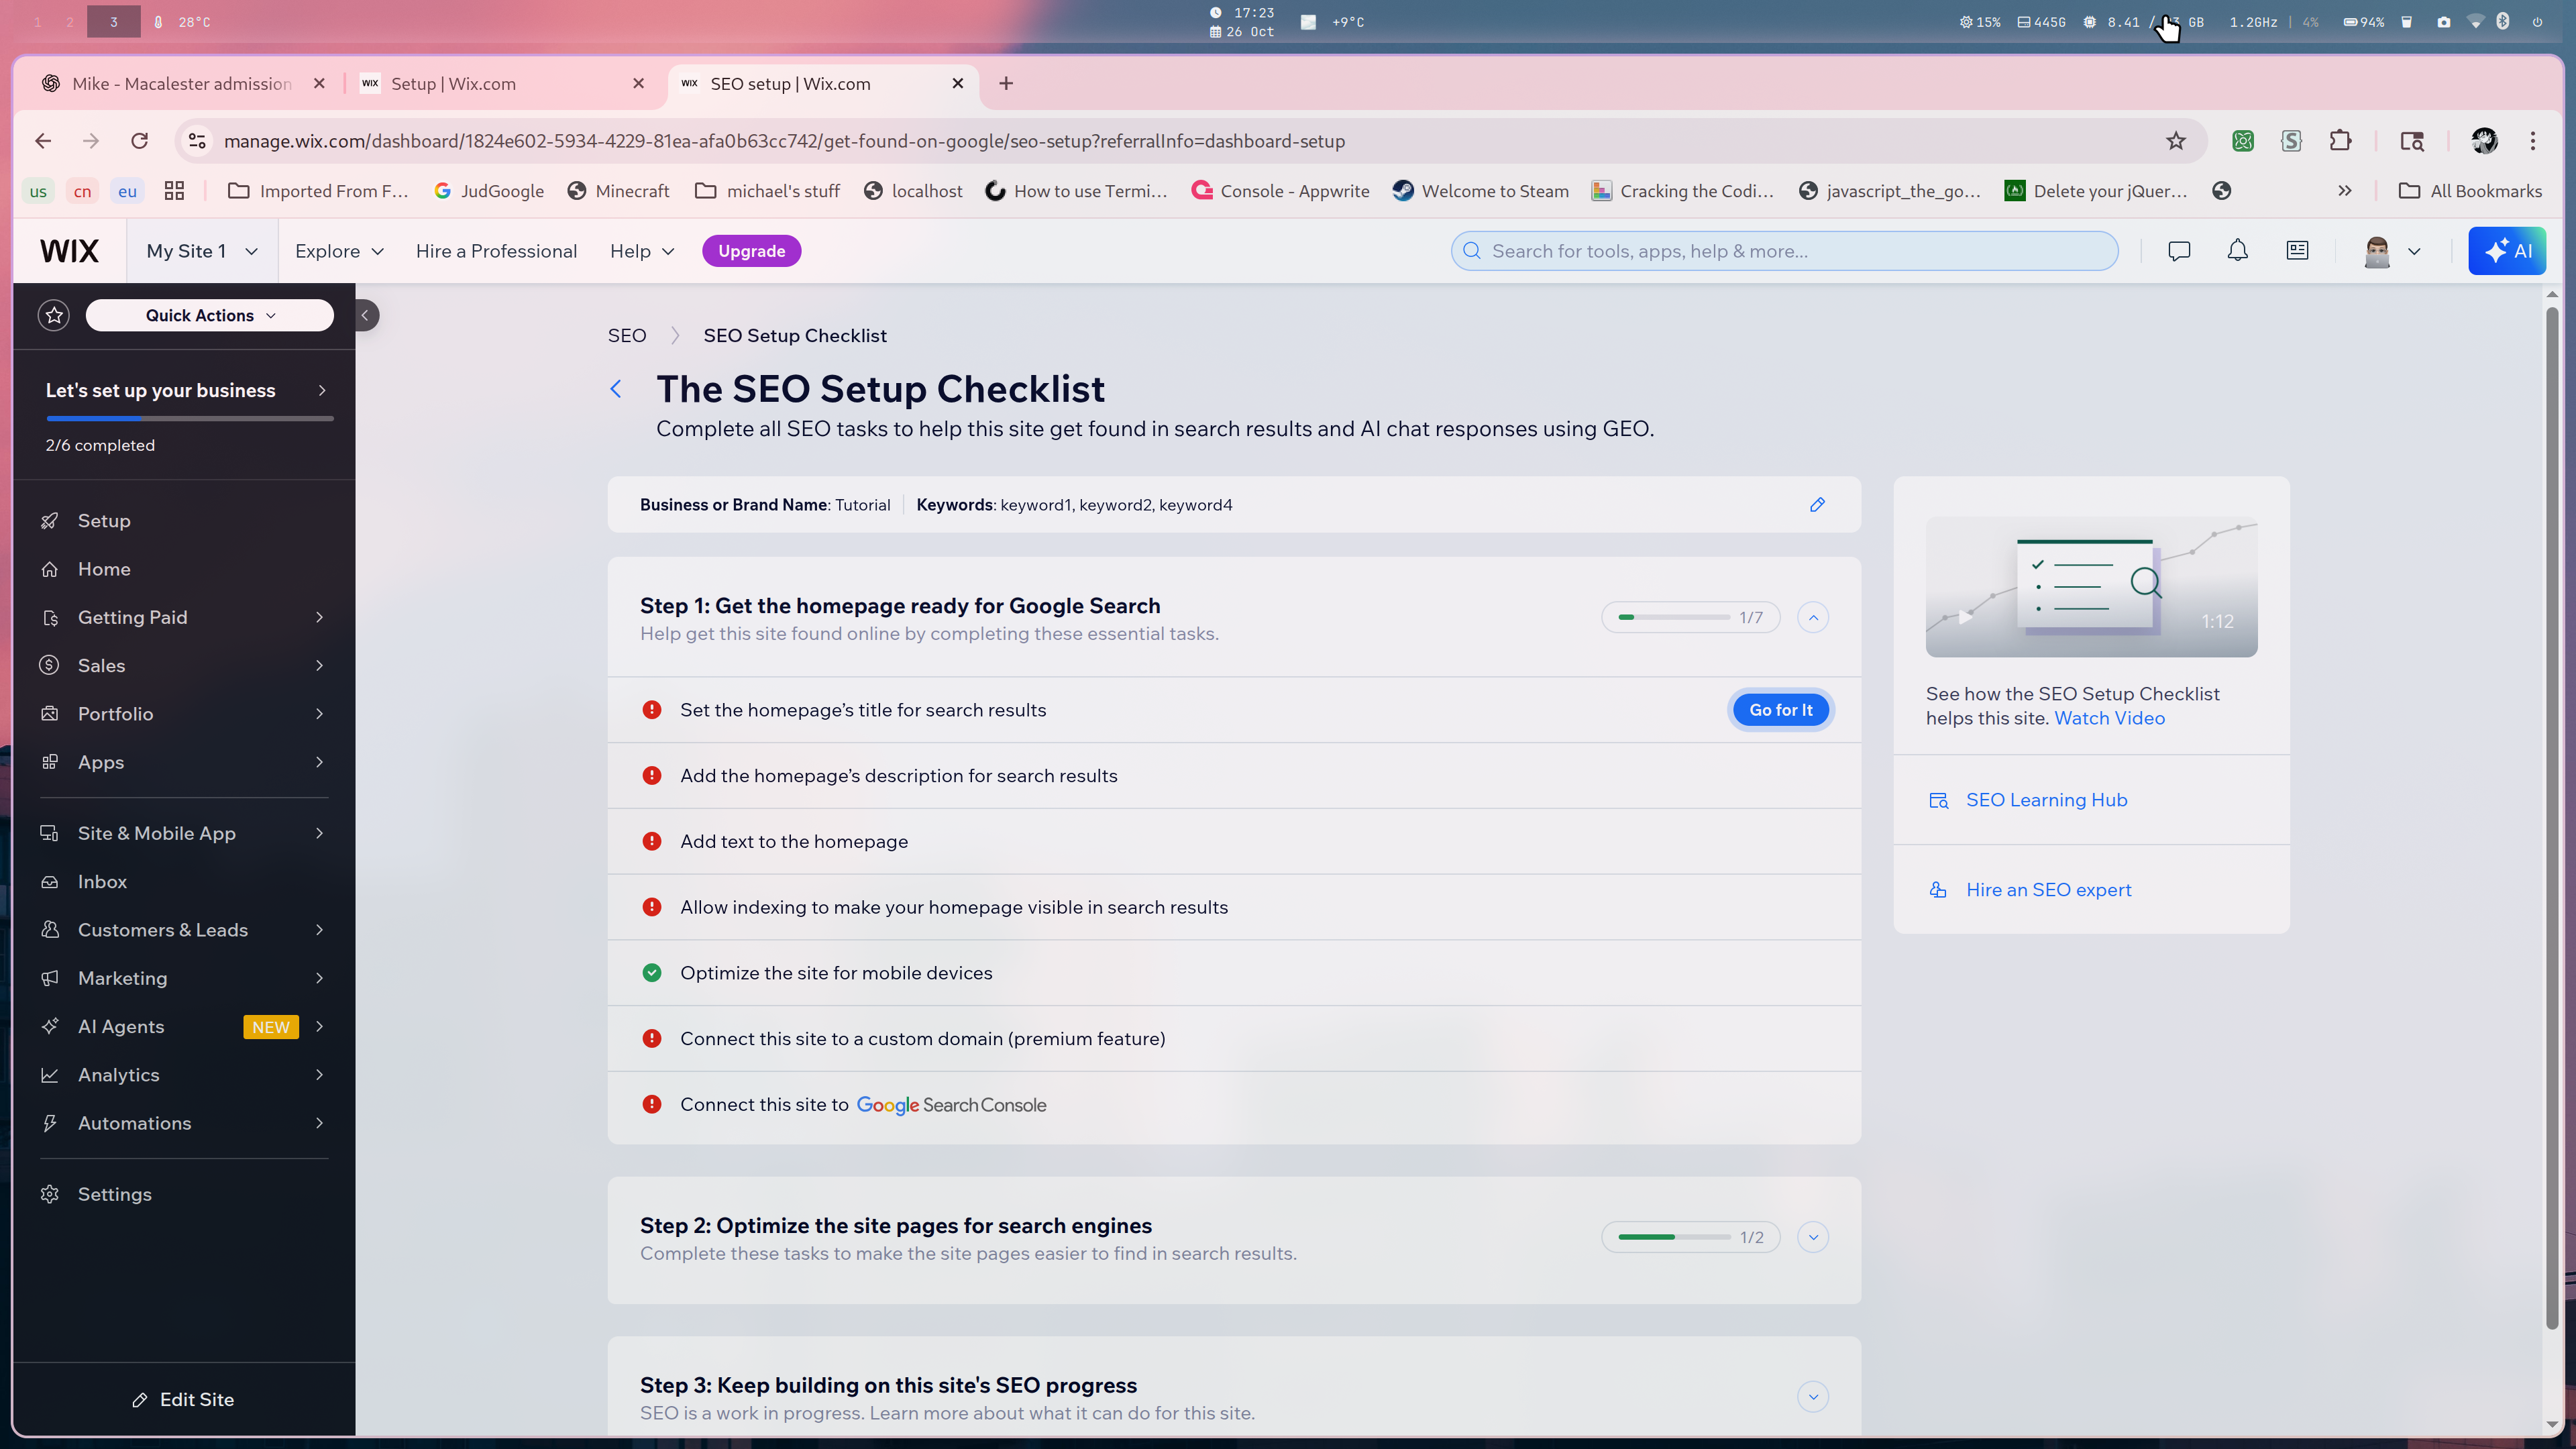 1 2 3 28°C
17:23
26 Oct
+9°C
15% 445G 8.41 / GB 1.2GHz | 4% 94%
Mike - Macalester admission
Setup | Wix.com
SEO setup | Wix.com
manage.wix.com/dashboard/1824e602-5934-4229-81ea-afa0b63cc742/get-found-on-google/seo-setup?referralInfo=dashboard-setup
us cn eu Imported From F... JudGoogle Minecraft michael's stuff localhost How to use Termi... Console - Appwrite Welcome to Steam Cracking the Codi... javascript_the_go... Delete your jQuer... All Bookmarks
WIX My Site 1 Explore Hire a Professional Help Upgrade Search for tools, apps, help & more... AI
Quick Actions
Let's set up your business
2/6 completed
Setup
Home
Getting Paid
Sales
Portfolio
Apps
Site & Mobile App
Inbox
Customers & Leads
Marketing
AI Agents NEW
Analytics
Automations
Settings
Edit Site
SEO SEO Setup Checklist
The SEO Setup Checklist
Complete all SEO tasks to help this site get found in search results and AI chat responses using GEO.
Business or Brand Name: Tutorial Keywords: keyword1, keyword2, keyword4
Step 1: Get the homepage ready for Google Search
Help get this site found online by completing these essential tasks.
1/7
Set the homepage's title for search results
Go for It
Add the homepage's description for search results
Add text to the homepage
Allow indexing to make your homepage visible in search results
Optimize the site for mobile devices
Connect this site to a custom domain (premium feature)
Connect this site to Google Search Console
Step 2: Optimize the site pages for search engines
Complete these tasks to make the site pages easier to find in search results.
1/2
Step 3: Keep building on this site's SEO progress
SEO is a work in progress. Learn more about what it can do for this site.
1:12
See how the SEO Setup Checklist
helps this site. Watch Video
SEO Learning Hub
Hire an SEO expert